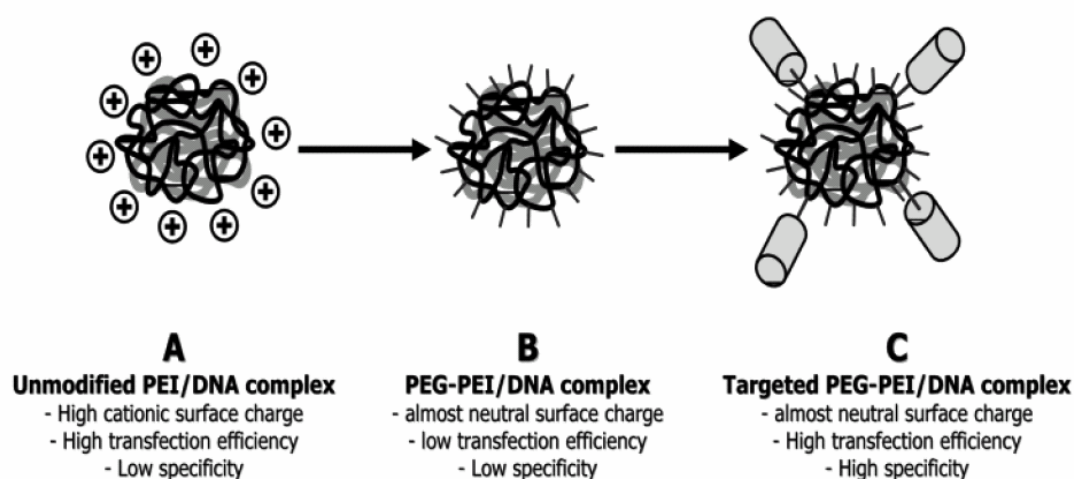 A
Unmodified PEI/DNA complex
- High cationic surface charge
- High transfection efficiency
- Low specificity
B
PEG-PEI/DNA complex
- almost neutral surface charge
- low transfection efficiency
- Low specificity
C
Targeted PEG-PEI/DNA complex
- almost neutral surface charge
- High transfection efficiency
- High specificity